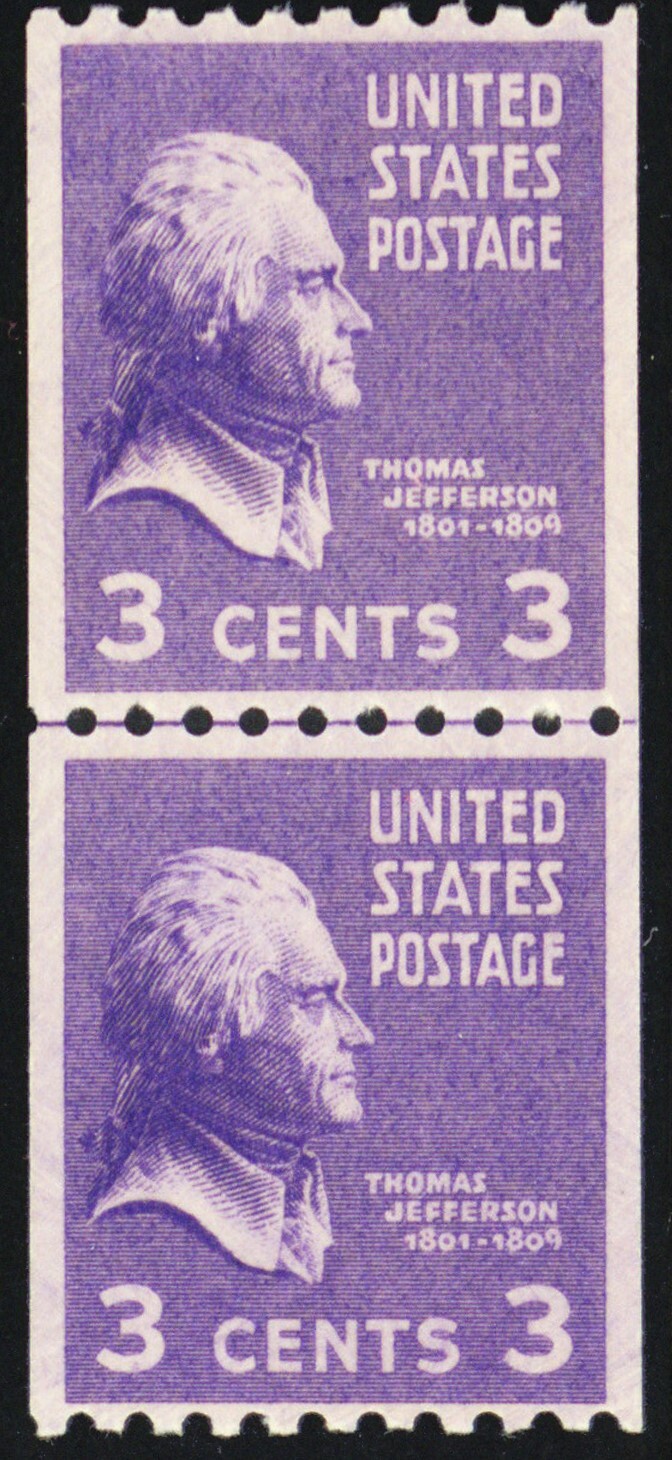 UNITED
STATES
POSTAGE
THOMAS
JEFFERSON
1801-1809
3 CENTS 3
UNITED
STATES
POSTAGE
THOMAS
JEFFERSON
1801-1809
3 CENTS 3